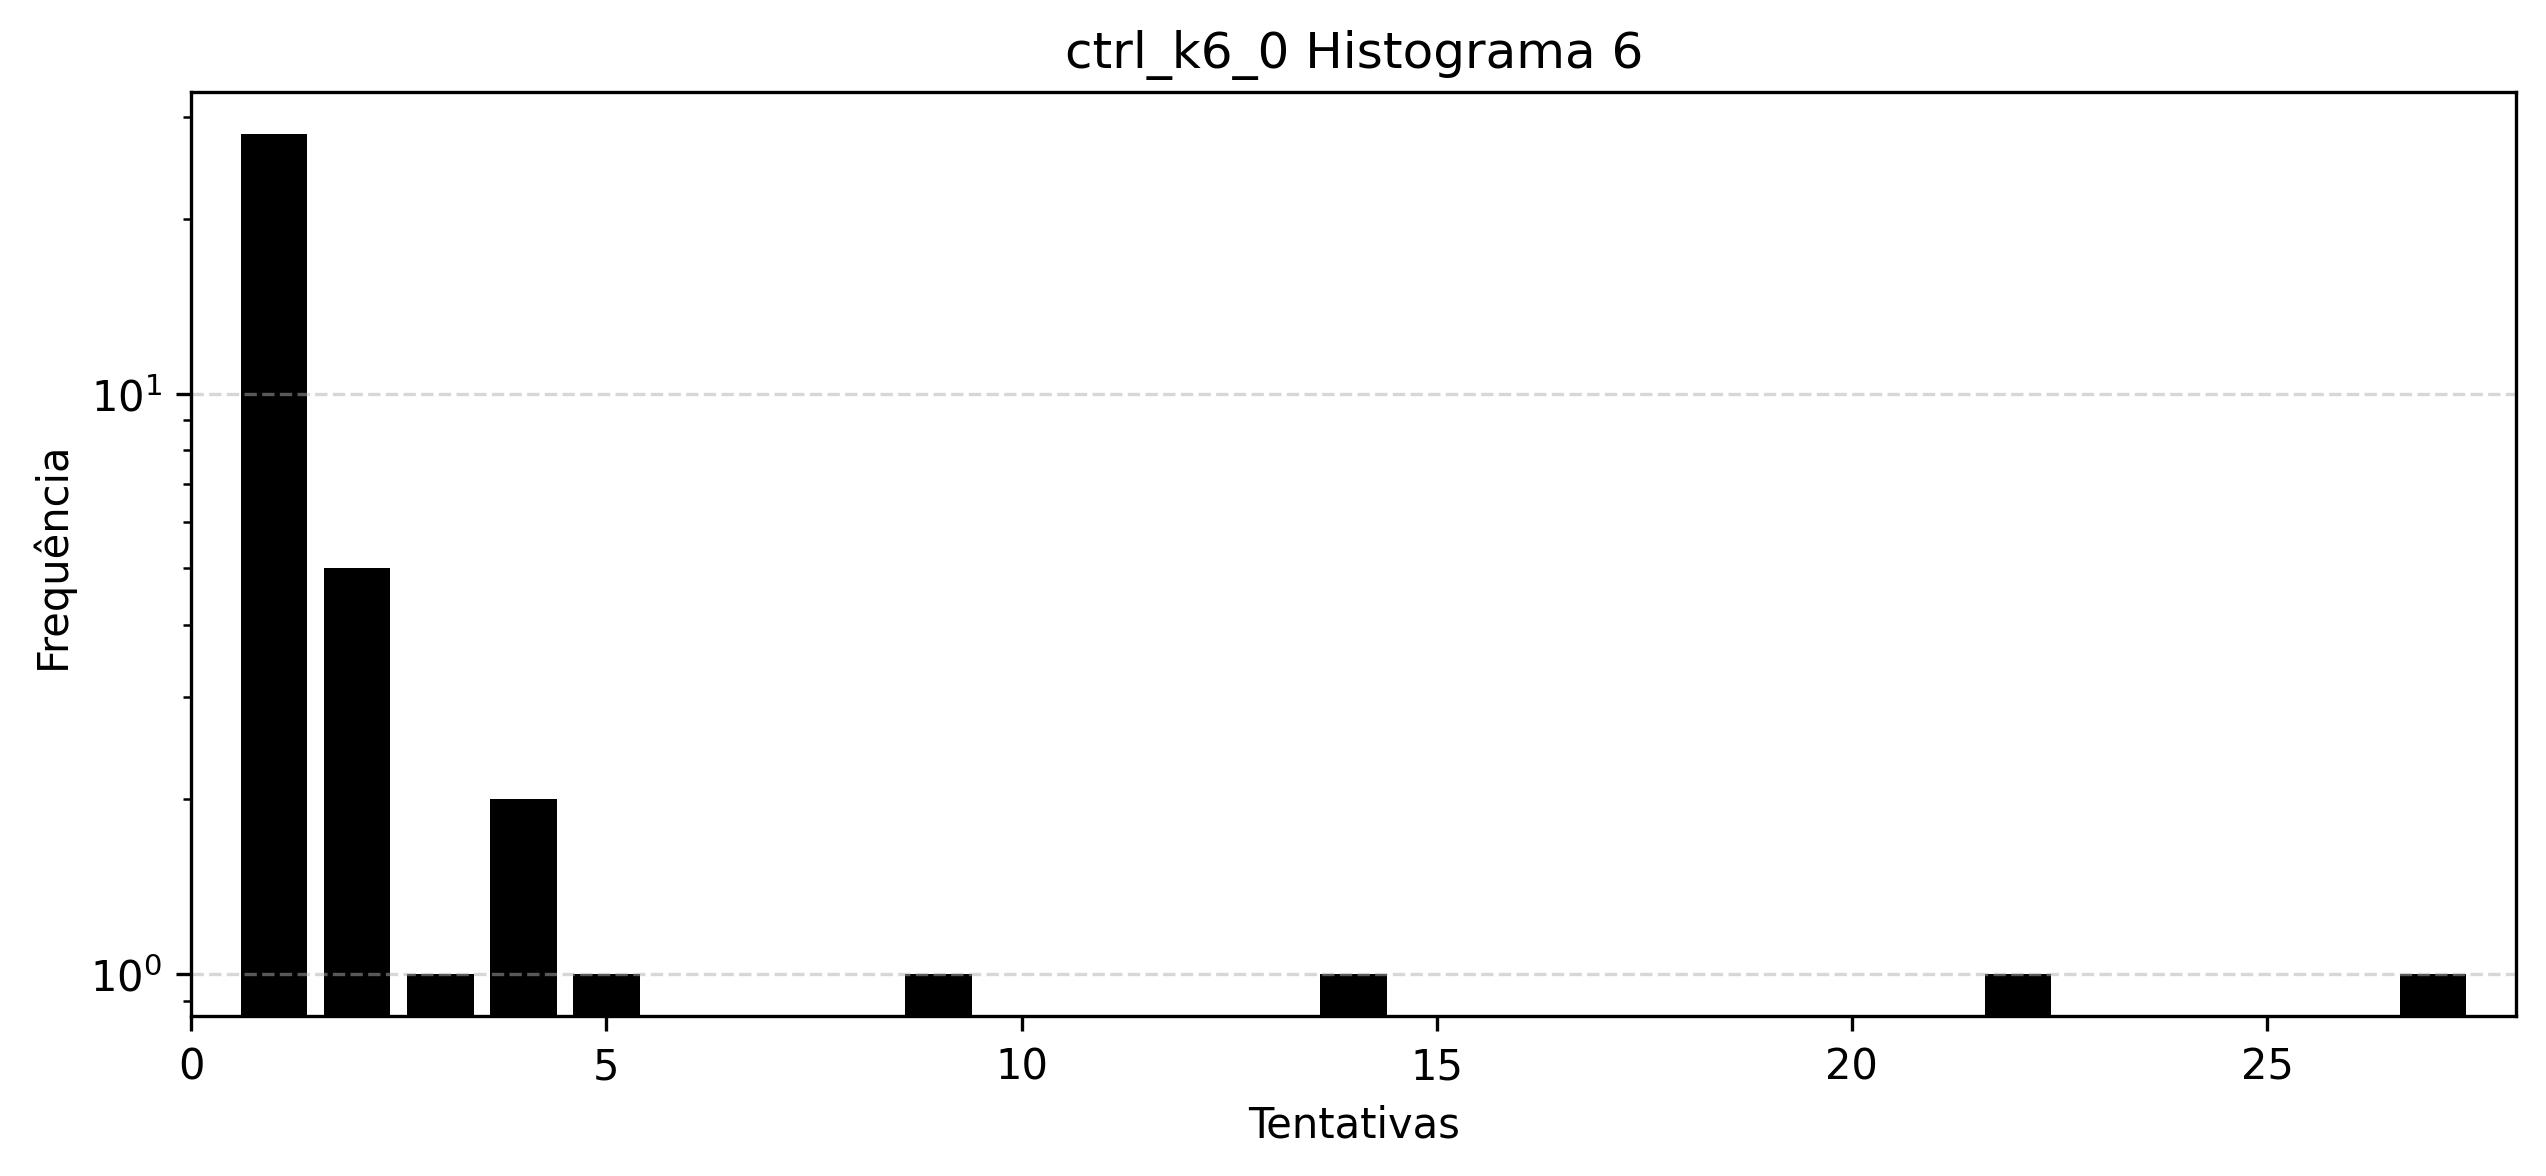 ctrl_k6_0 Histograma 6
Frequência
10¹
10⁰
0 5 10 15 20 25
Tentativas